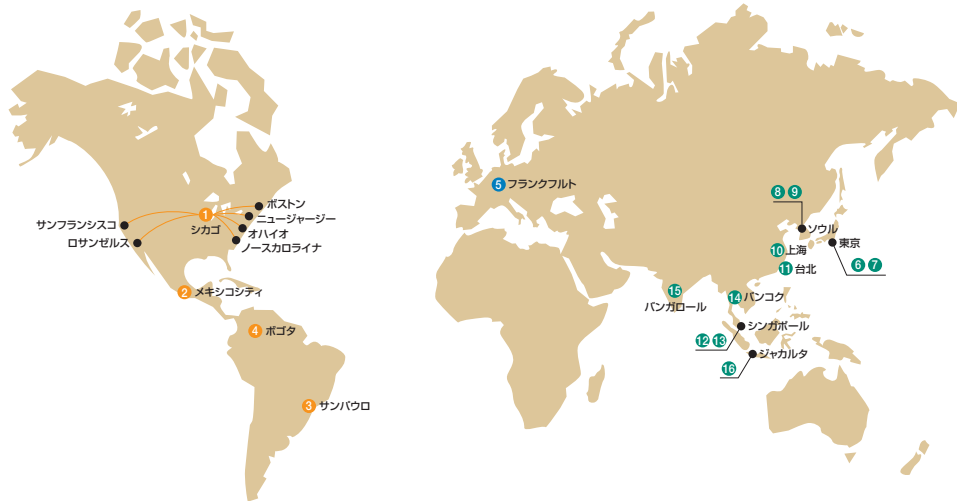 5 フランクフルト
8 9
ソウル
1
シカゴ
ボストン
ニュージャージー
オハイオ
ノースカロライナ
サンフランシスコ
ロサンゼルス
10 上海
東京
6 7
11 台北
2 メキシコシティ
15
バンガロール
14 バンコク
4 ボゴタ
シンガポール
12 13
ジャカルタ
16
3 サンパウロ